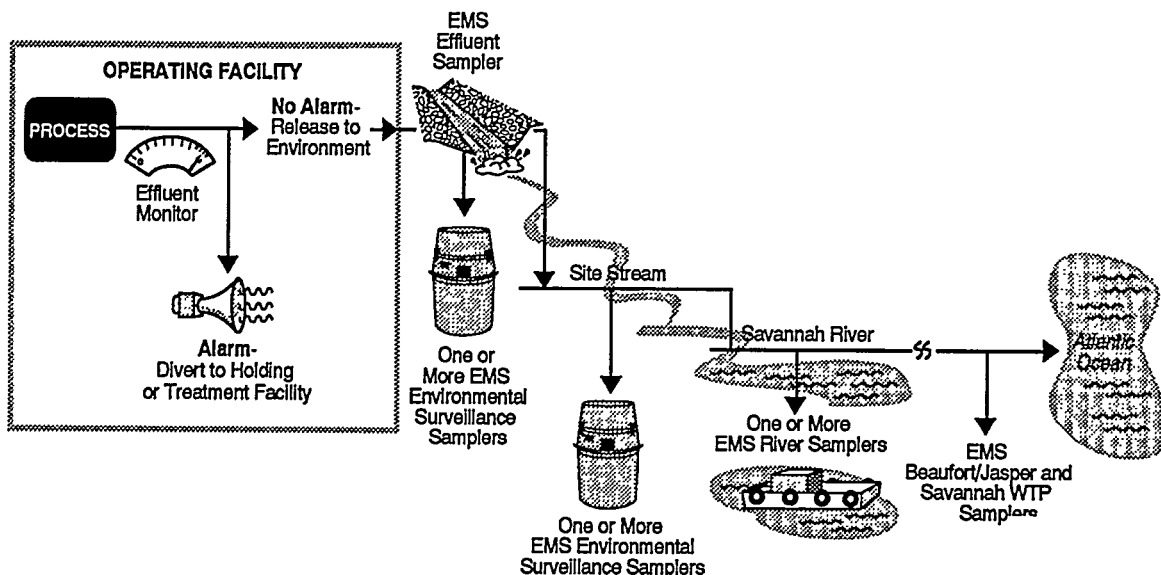 EMS
Effluent
Sampler
OPERATING FACILITY
PROCESS
No Alarm-
Release to
Environment
Effluent
Monitor
Alarm-
Divert to Holding
or Treatment Facility
One or
More EMS
Environmental
Surveillance
Samplers
Site Stream
One or More
EMS Environmental
Surveillance Samplers
Savannah River
One or More
EMS River Samplers
EMS
Beaufort/Jasper and
Savannah WTP
Samplers
Atlantic
Ocean